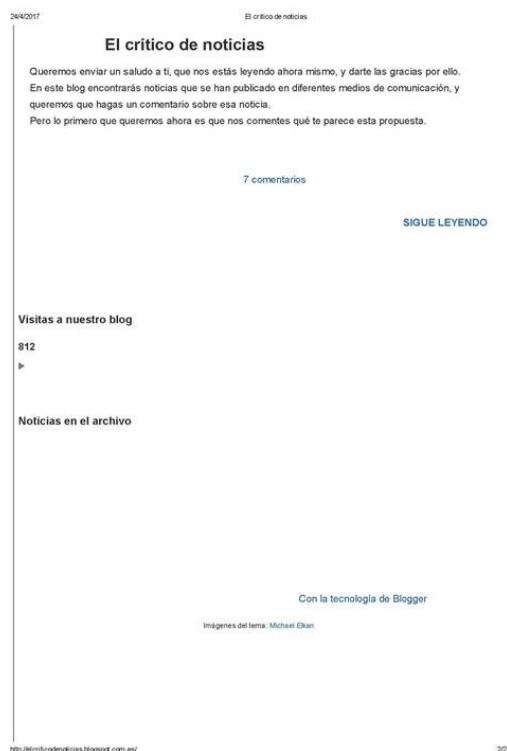 24/4/2017 El crítico de noticias
El crítico de noticias
Queremos enviar un saludo a ti, que nos estás leyendo ahora mismo, y darte las gracias por ello.
En este blog encontrarás noticias que se han publicado en diferentes medios de comunicación, y
queremos que hagas un comentario sobre esa noticia.
Pero lo primero que queremos ahora es que nos comentes qué te parece esta propuesta.
7 comentarios
SIGUE LEYENDO
Visitas a nuestro blog
812
Noticias en el archivo
Con la tecnología de Blogger
Imágenes del tema: Michael Elkan
http://elcriticodenoticias.blogspot.com.es/ 2/2